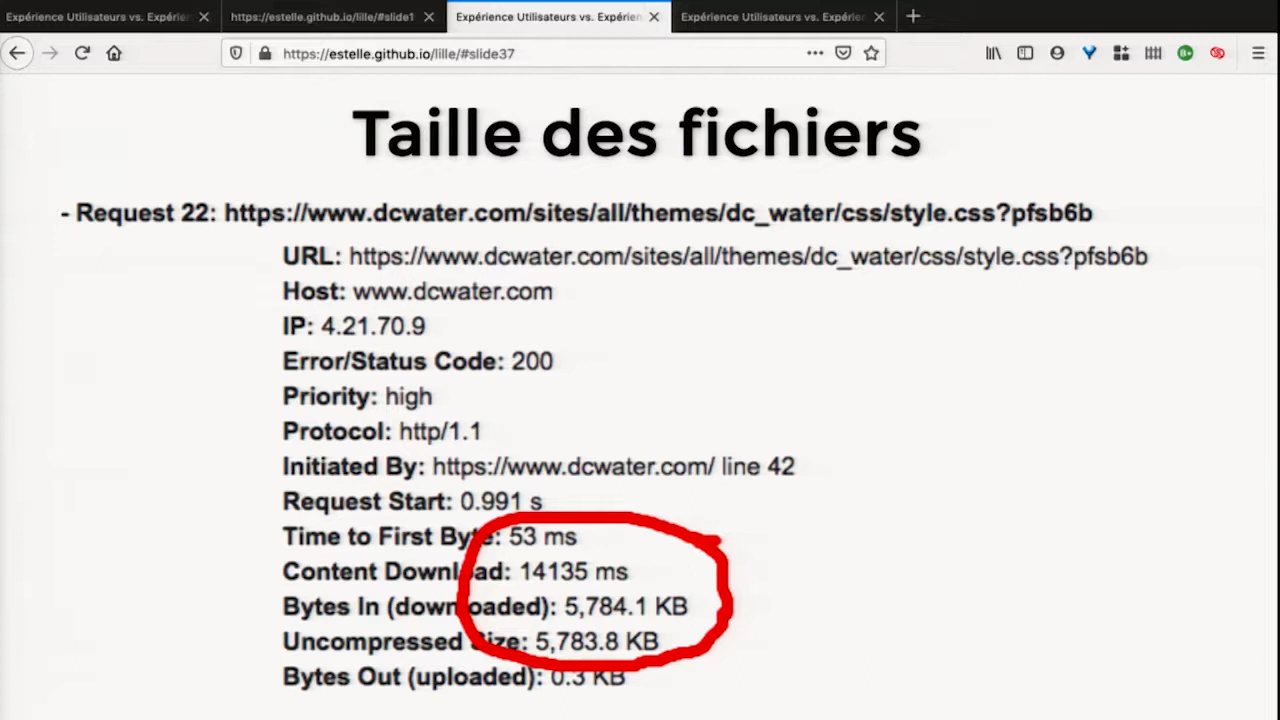 Expérience Utilisateurs vs. Expérien
https://estelle.github.io/lille/#slide1
Expérience Utilisateurs vs. Expérien
Expérience Utilisateurs vs. Expérien
https://estelle.github.io/lille/#slide37
Taille des fichiers
- Request 22: https://www.dcwater.com/sites/all/themes/dc_water/css/style.css?pfsb6b
URL: https://www.dcwater.com/sites/all/themes/dc_water/css/style.css?pfsb6b
Host: www.dcwater.com
IP: 4.21.70.9
Error/Status Code: 200
Priority: high
Protocol: http/1.1
Initiated By: https://www.dcwater.com/ line 42
Request Start: 0.991 s
Time to First Byte: 53 ms
Content Download: 14135 ms
Bytes In (downloaded): 5,784.1 KB
Uncompressed Size: 5,783.8 KB
Bytes Out (uploaded): 0.3 KB